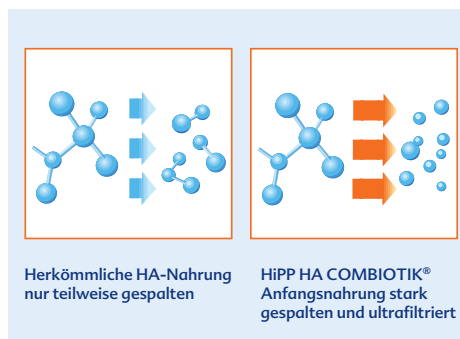 Herkömmliche HA-Nahrung
nur teilweise gespalten
HiPP HA COMBIOTIK®
Anfangsnahrung stark
gespalten und ultrafiltriert